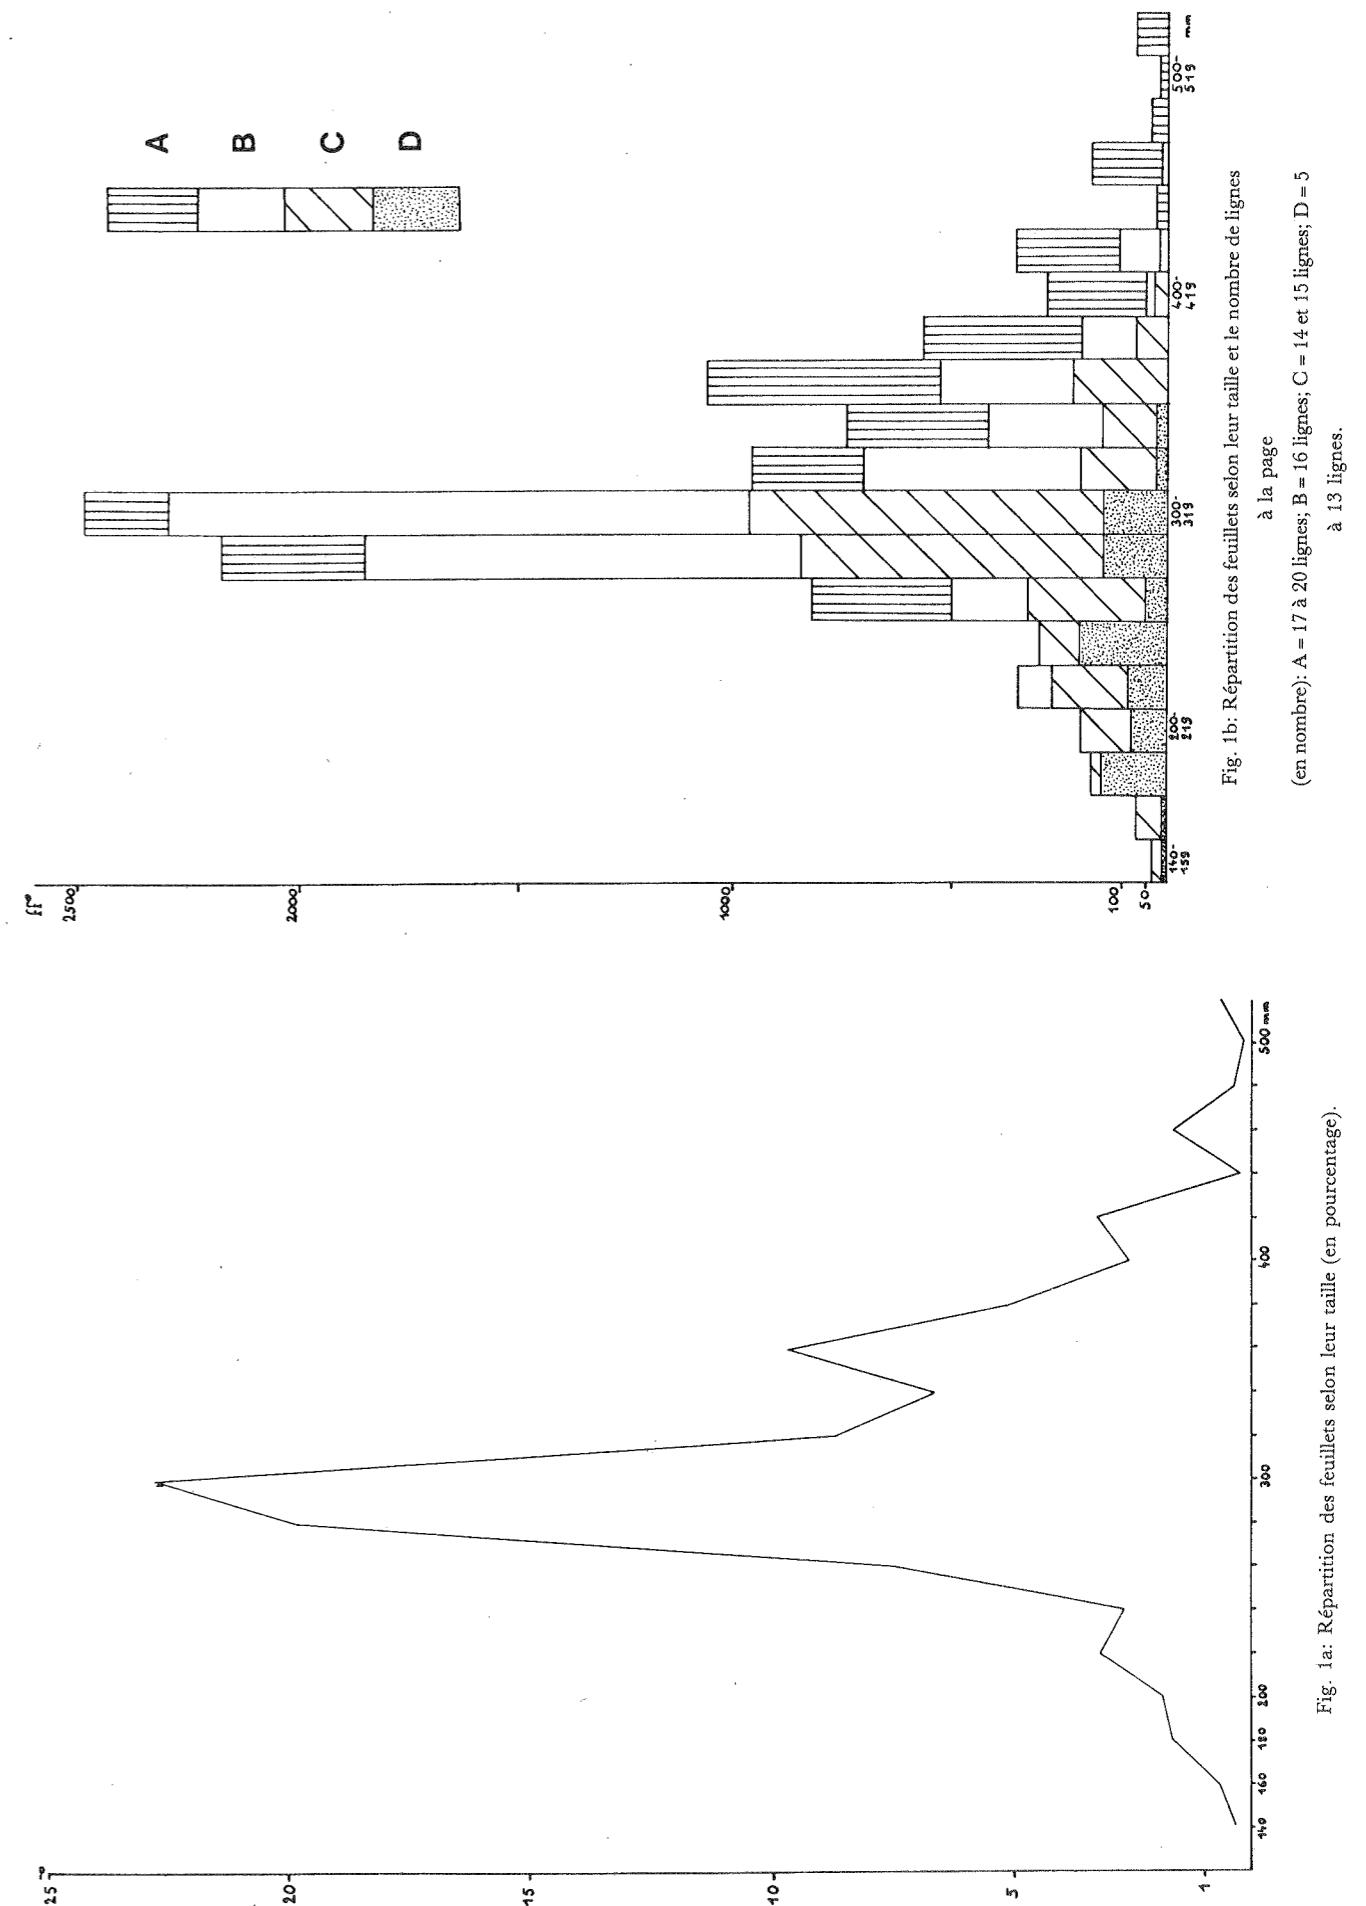 25
20
15
10
5
1
140
160
180
200
300
400
500 mm
Fig. 1a: Répartition des feuillets selon leur taille (en pourcentage).
ffº
2500
2000
1000
100
50
140-
159
200-
219
300-
319
400-
419
500-
519
mm
A
B
C
D
Fig. 1b: Répartition des feuillets selon leur taille et le nombre de lignes
à la page
(en nombre): A = 17 à 20 lignes; B = 16 lignes; C = 14 et 15 lignes; D = 5
à 13 lignes.